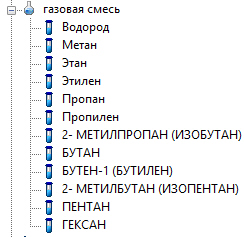 газовая смесь
Водород
Метан
Этан
Этилен
Пропан
Пропилен
2- МЕТИЛПРОПАН (ИЗОБУТАН)
БУТАН
БУТЕН-1 (БУТИЛЕН)
2- МЕТИЛБУТАН (ИЗОПЕНТАН)
ПЕНТАН
ГЕКСАН